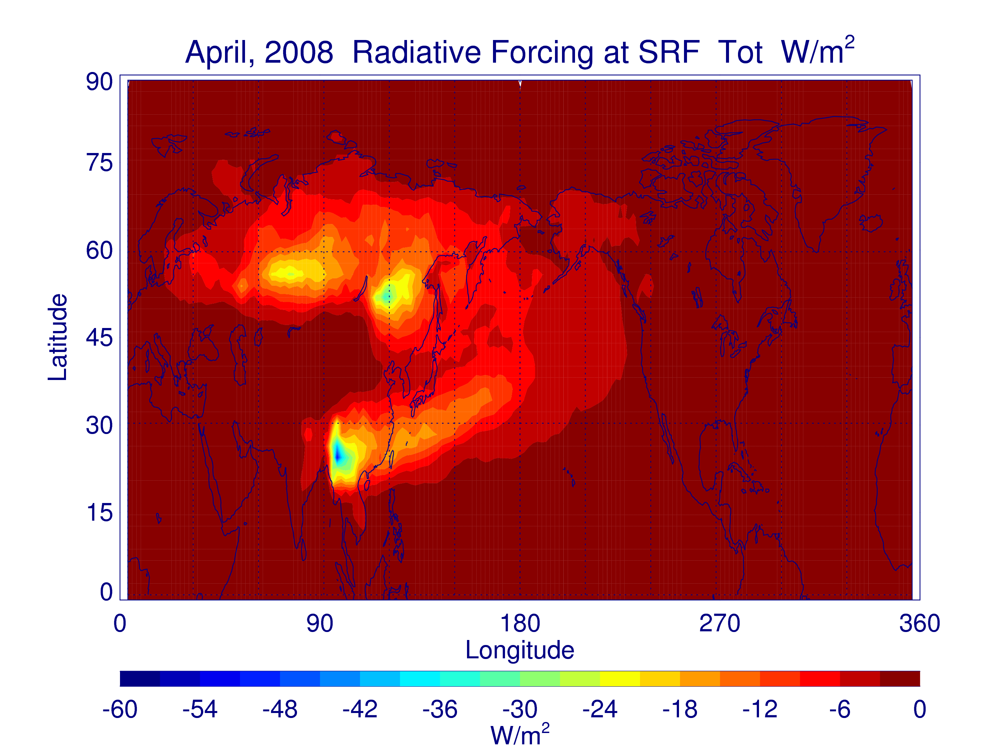 April, 2008 Radiative Forcing at SRF Tot W/m²
90
75
60
45
30
15
0
Latitude
0 90 180 270 360
Longitude
-60 -54 -48 -42 -36 -30 -24 -18 -12 -6 0
W/m²